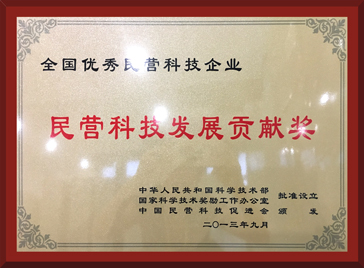 全国优秀民营科技企业
民营科技发展贡献奖
中华人民共和国科学技术部
国家科学技术奖励工作办公室 批准设立
中国民营科技促进会 颁发
二〇一三年九月